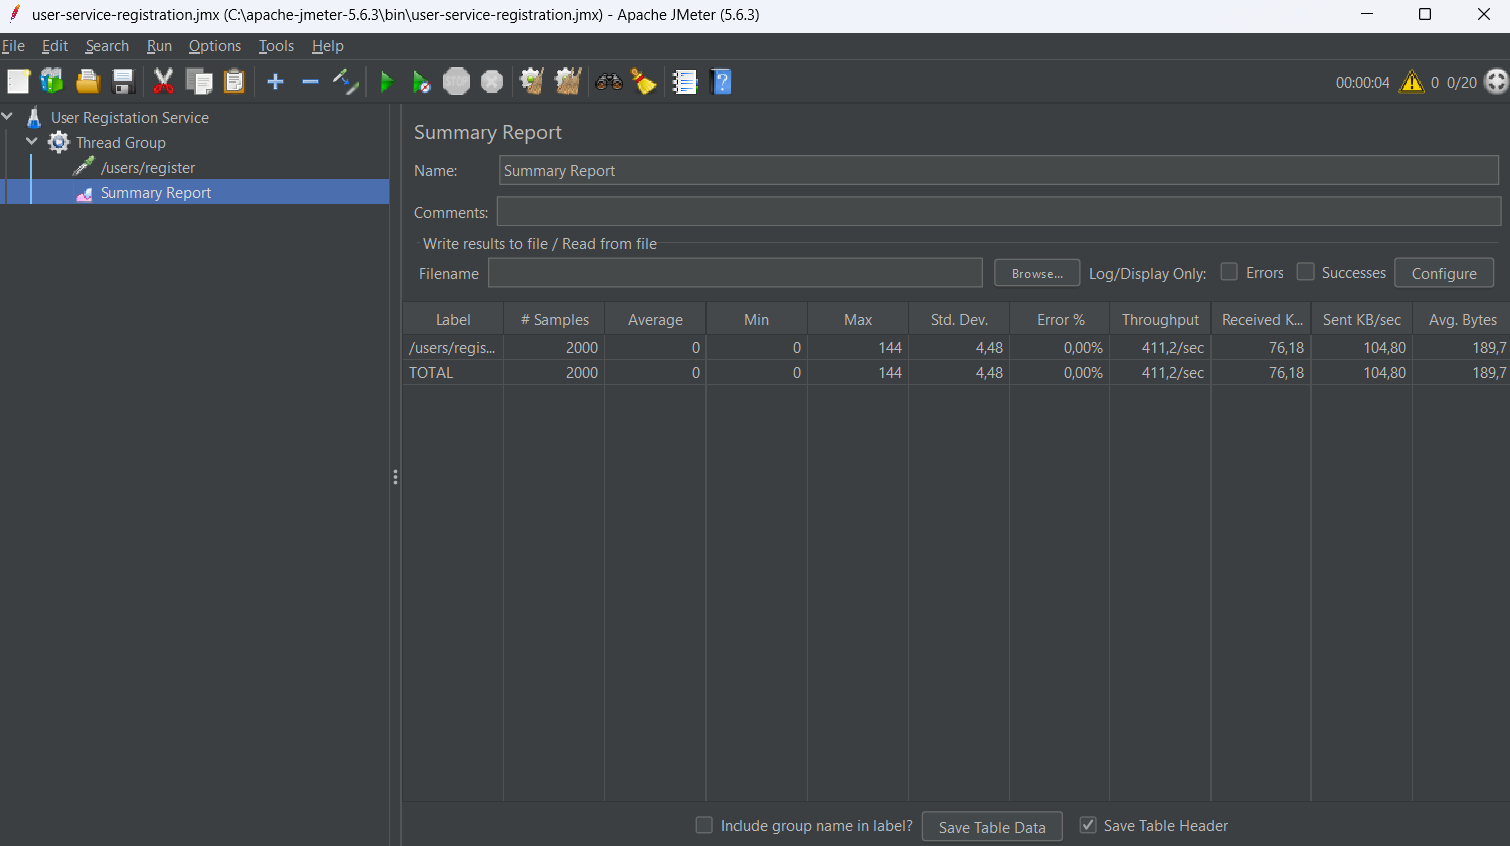 user-service-registration.jmx (C:\apache-jmeter-5.6.3\bin\user-service-registration.jmx) - Apache JMeter (5.6.3)
File Edit Search Run Options Tools Help
STOP 00:00:04 0 0/20
User Registation Service
Thread Group
/users/register
Summary Report
Summary Report
Name: Summary Report
Comments:
Write results to file / Read from file
Filename Browse... Log/Display Only: Errors Successes Configure
Label # Samples Average Min Max Std. Dev. Error % Throughput Received K... Sent KB/sec Avg. Bytes
/users/regis... 2000 0 0 144 4,48 0,00% 411,2/sec 76,18 104,80 189,7
TOTAL 2000 0 0 144 4,48 0,00% 411,2/sec 76,18 104,80 189,7
Include group name in label? Save Table Data Save Table Header